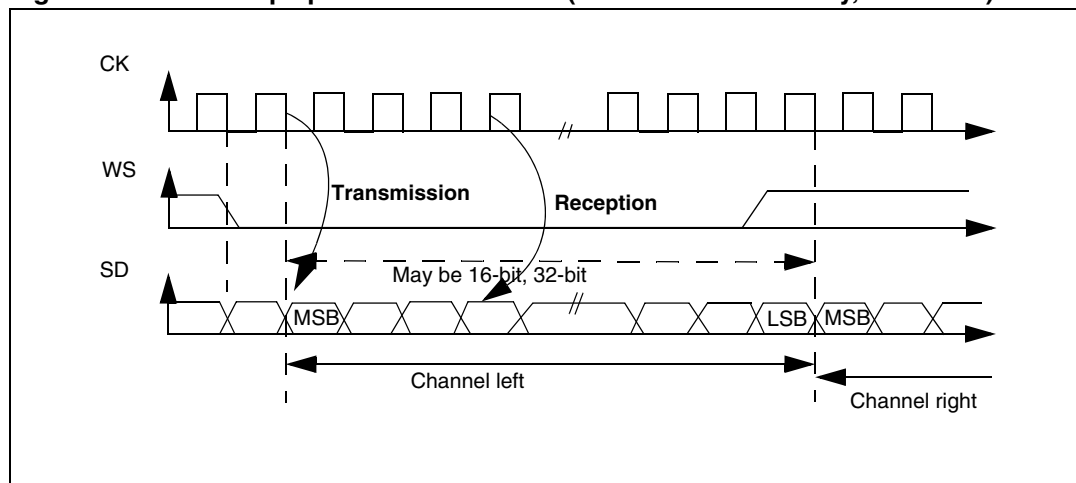 CK
WS
Transmission
Reception
SD
May be 16-bit, 32-bit
MSB
LSB
MSB
Channel left
Channel right